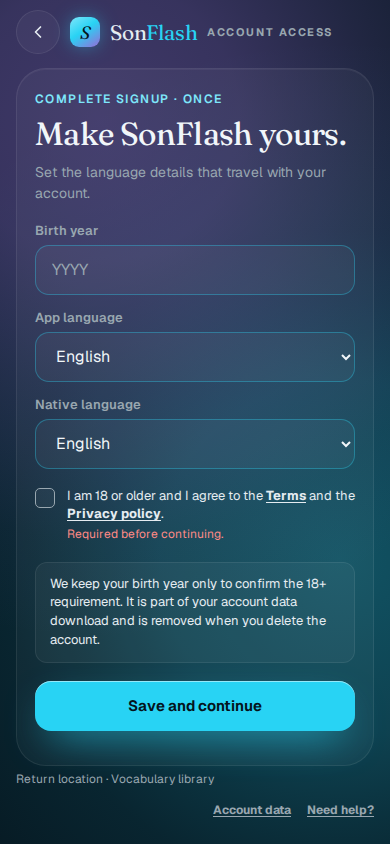 S SonFlash ACCOUNT ACCESS
COMPLETE SIGNUP · ONCE
Make SonFlash yours.
Set the language details that travel with your
account.
Birth year
YYYY
App language
English
Native language
English
I am 18 or older and I agree to the Terms and the
Privacy policy.
Required before continuing.
We keep your birth year only to confirm the 18+
requirement. It is part of your account data
download and is removed when you delete the
account.
Save and continue
Return location · Vocabulary library
Account data Need help?